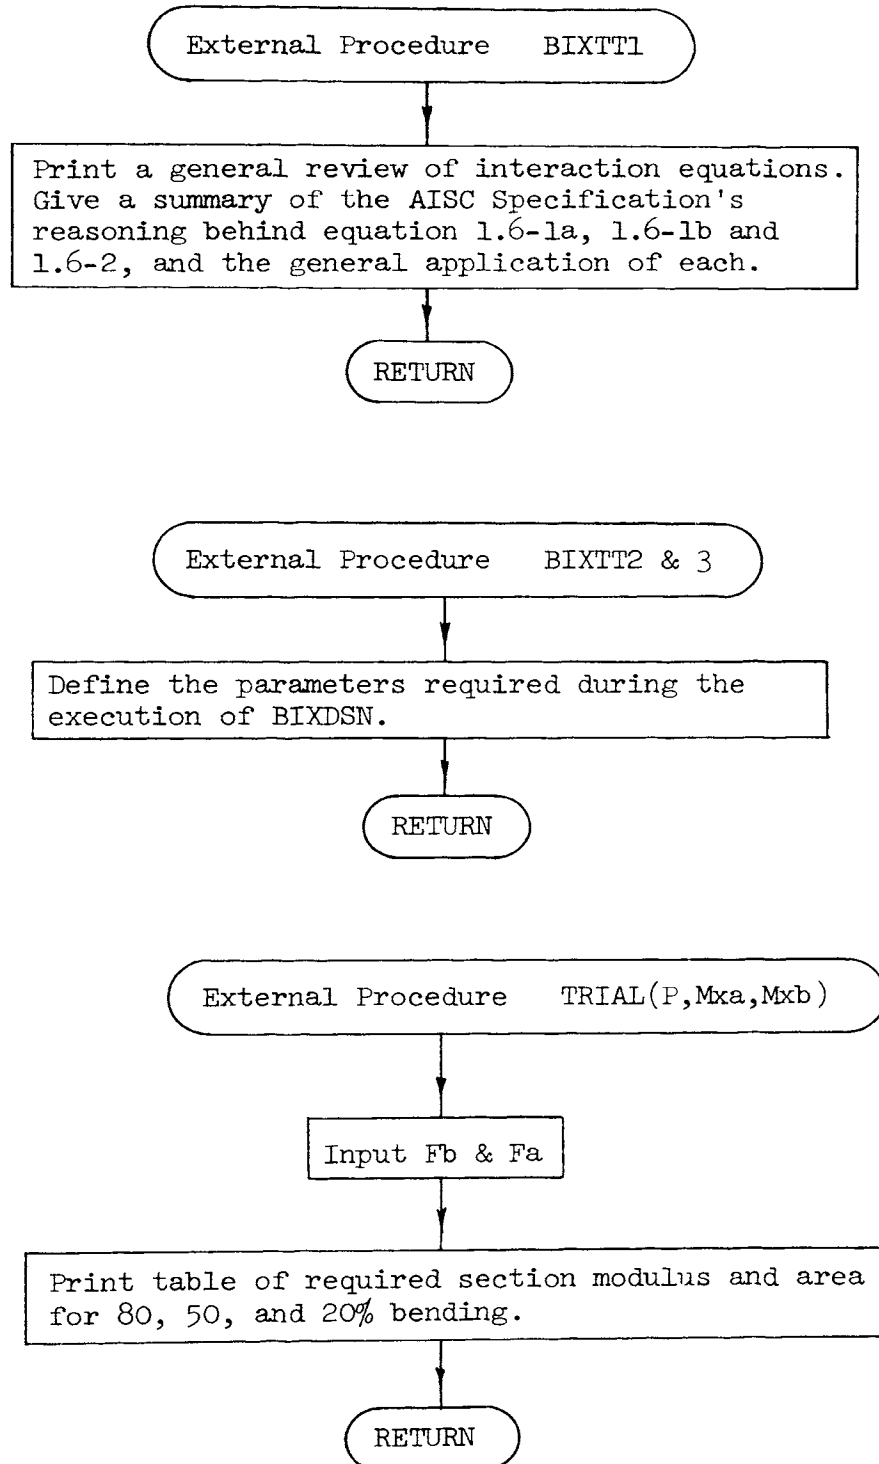 External Procedure BIXTT1
Print a general review of interaction equations.
Give a summary of the AISC Specification's
reasoning behind equation 1.6-1a, 1.6-1b and
1.6-2, and the general application of each.
RETURN
External Procedure BIXTT2 & 3
Define the parameters required during the
execution of BIXDSN.
RETURN
External Procedure TRIAL(P,Mxa,Mxb)
Input Fb & Fa
Print table of required section modulus and area
for 80, 50, and 20% bending.
RETURN